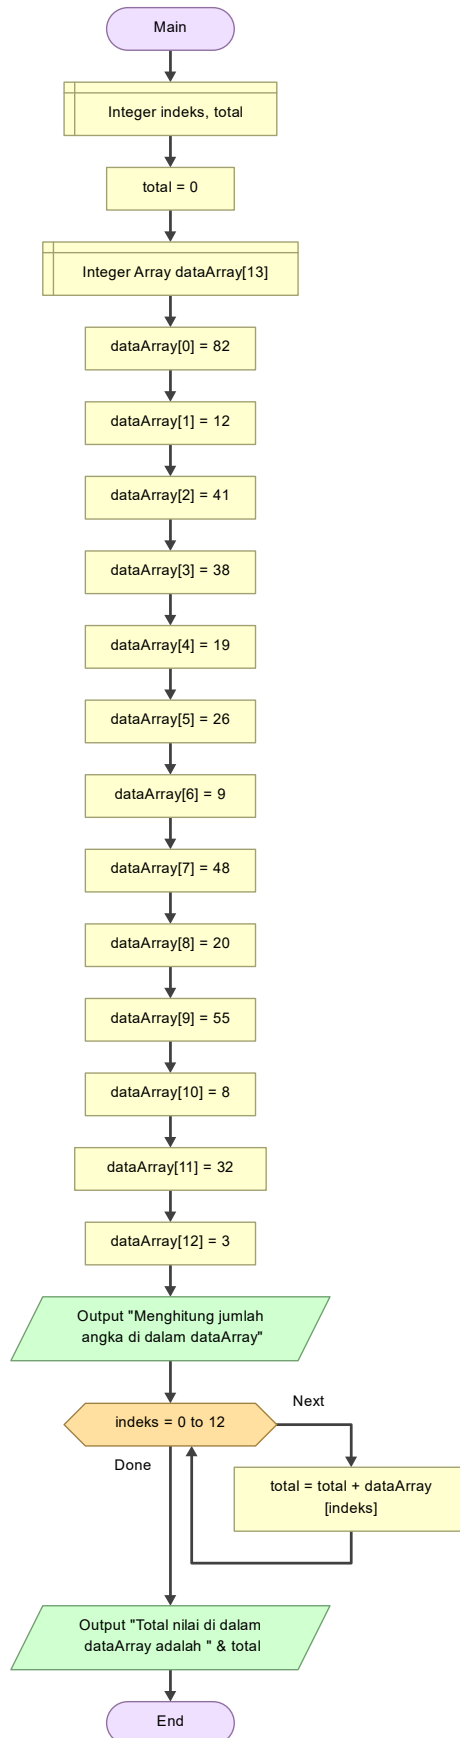 Main
Integer indeks, total
total = 0
Integer Array dataArray[13]
dataArray[0] = 82
dataArray[1] = 12
dataArray[2] = 41
dataArray[3] = 38
dataArray[4] = 19
dataArray[5] = 26
dataArray[6] = 9
dataArray[7] = 48
dataArray[8] = 20
dataArray[9] = 55
dataArray[10] = 8
dataArray[11] = 32
dataArray[12] = 3
Output "Menghitung jumlah
angka di dalam dataArray"
indeks = 0 to 12
Next
total = total + dataArray
[indeks]
Done
Output "Total nilai di dalam
dataArray adalah " & total
End